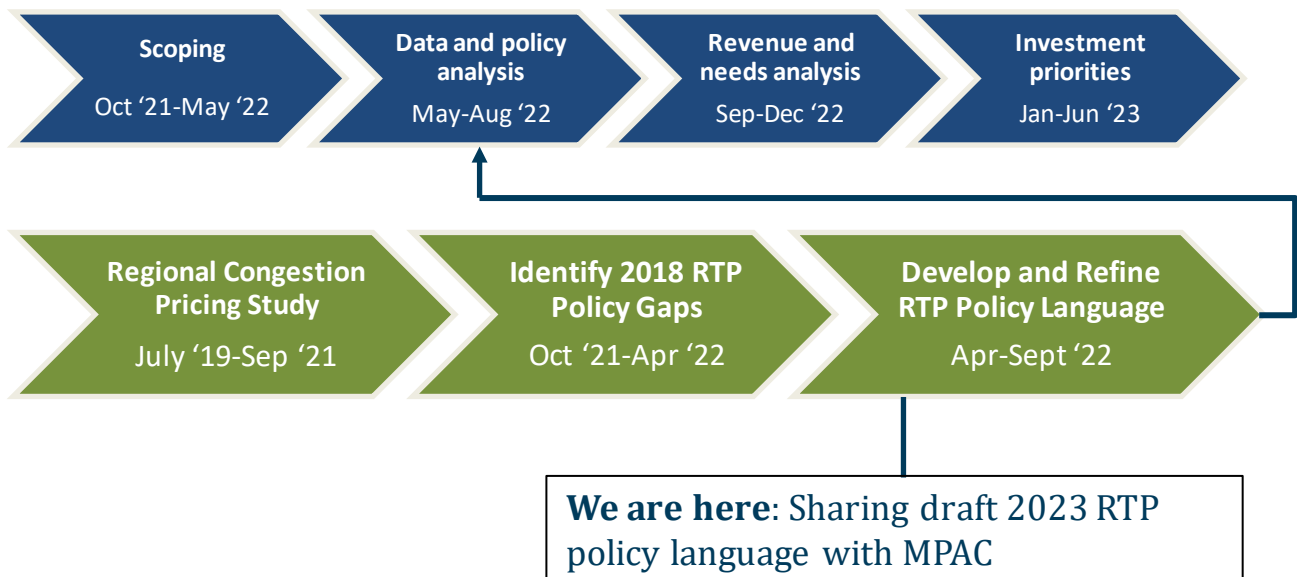 Scoping
Oct ‘21-May ‘22
Data and policy
analysis
May-Aug ‘22
Revenue and
needs analysis
Sep-Dec ‘22
Investment
priorities
Jan-Jun ‘23
Regional Congestion
Pricing Study
July ‘19-Sep ‘21
Identify 2018 RTP
Policy Gaps
Oct ‘21-Apr ‘22
Develop and Refine
RTP Policy Language
Apr-Sept ‘22
We are here: Sharing draft 2023 RTP
policy language with MPAC